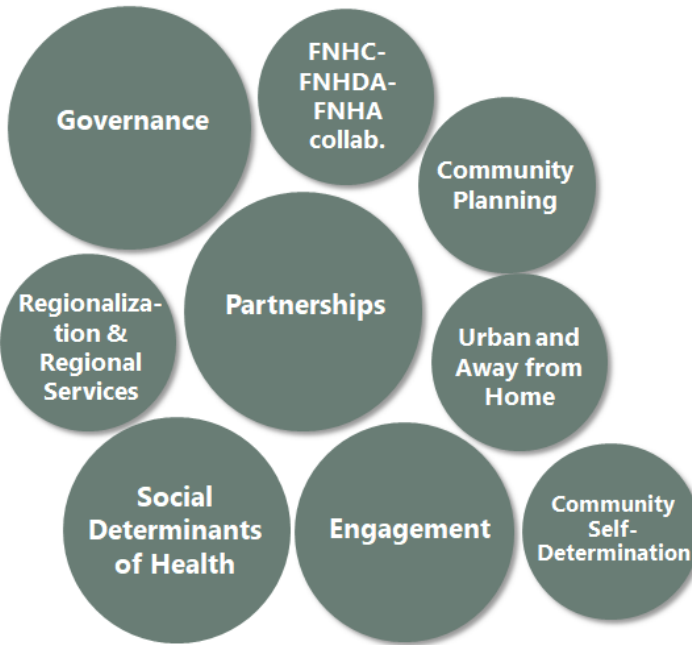 Governance
FNHC-
FNHDA-
FNHA
collab.
Community
Planning
Partnerships
Regionaliza-
tion &
Regional
Services
Urban and
Away from
Home
Social
Determinants
of Health
Engagement
Community
Self-
Determination